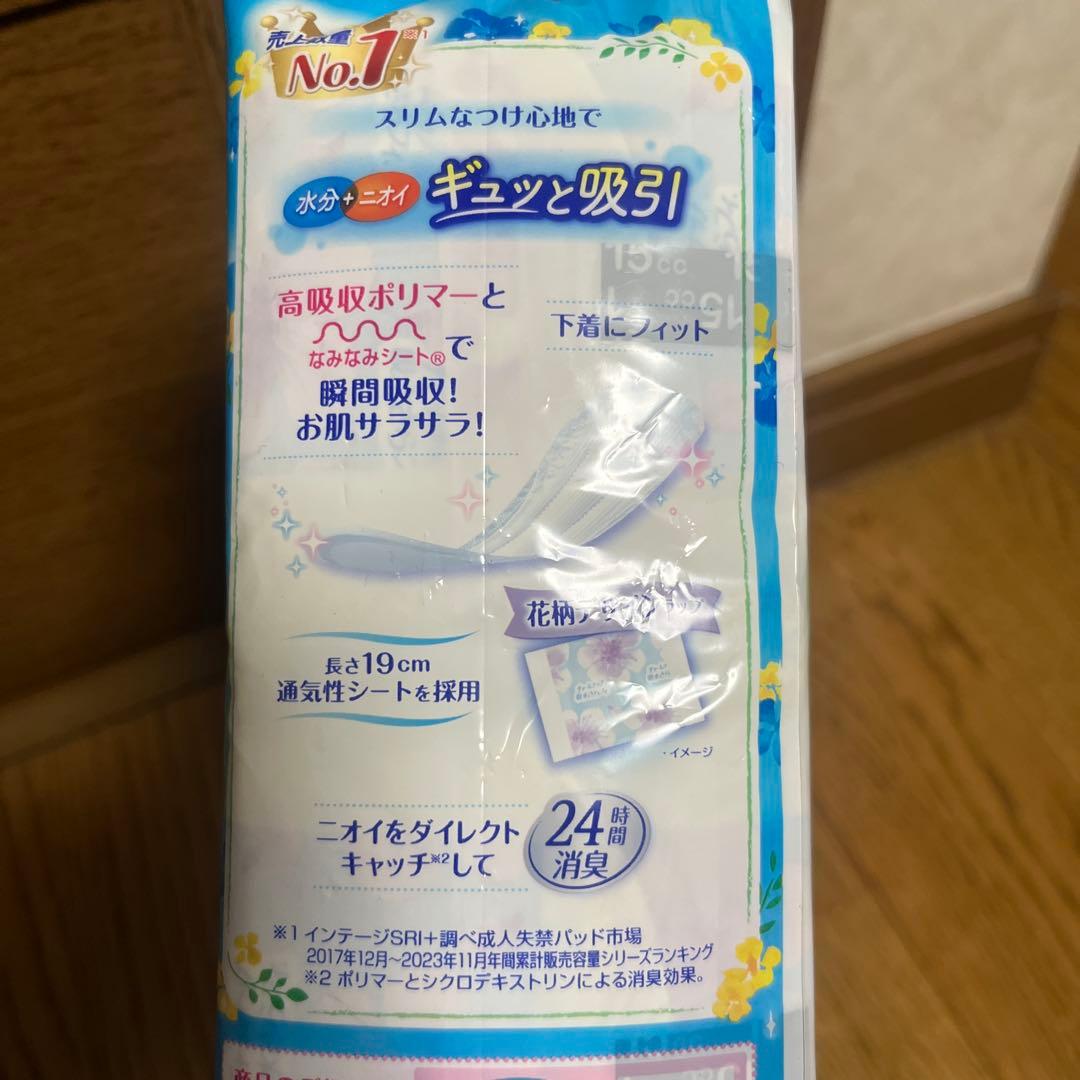 売上数量 ※1
No.1
スリムなつけ心地で
水分+ニオイ ギュッと吸引
15cc
高吸収ポリマーと
なみなみシート®で
瞬間吸収!
お肌サラサラ!
下着にフィット
花柄デザインラップ
長さ19cm
通気性シートを採用
・イメージ
ニオイをダイレクト
キャッチ※2して
24時間
消臭
※1 インテージSRI+調べ成人失禁パッド市場
2017年12月~2023年11月年間累計販売容量シリーズランキング
※2 ポリマーとシクロデキストリンによる消臭効果。